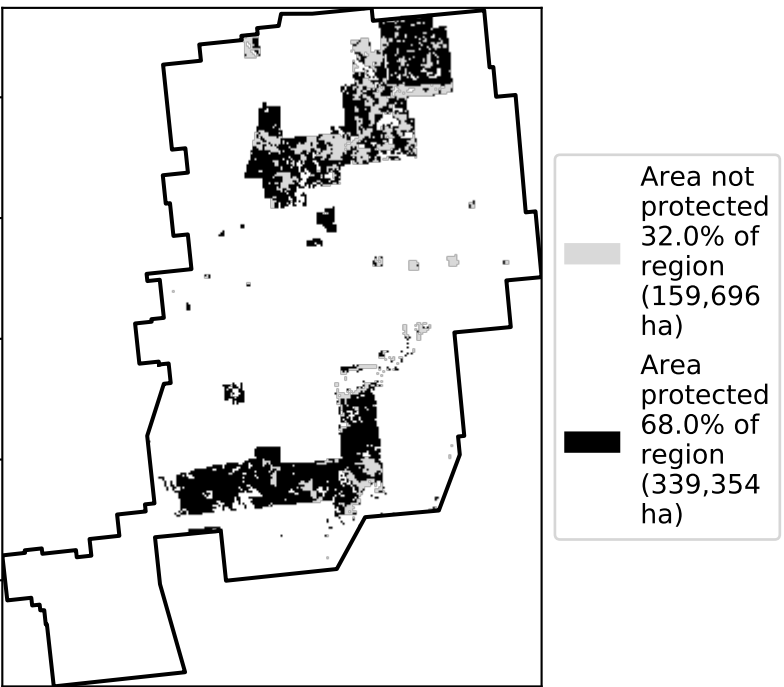 Area not
protected
32.0% of
region
(159,696
ha)
Area
protected
68.0% of
region
(339,354
ha)